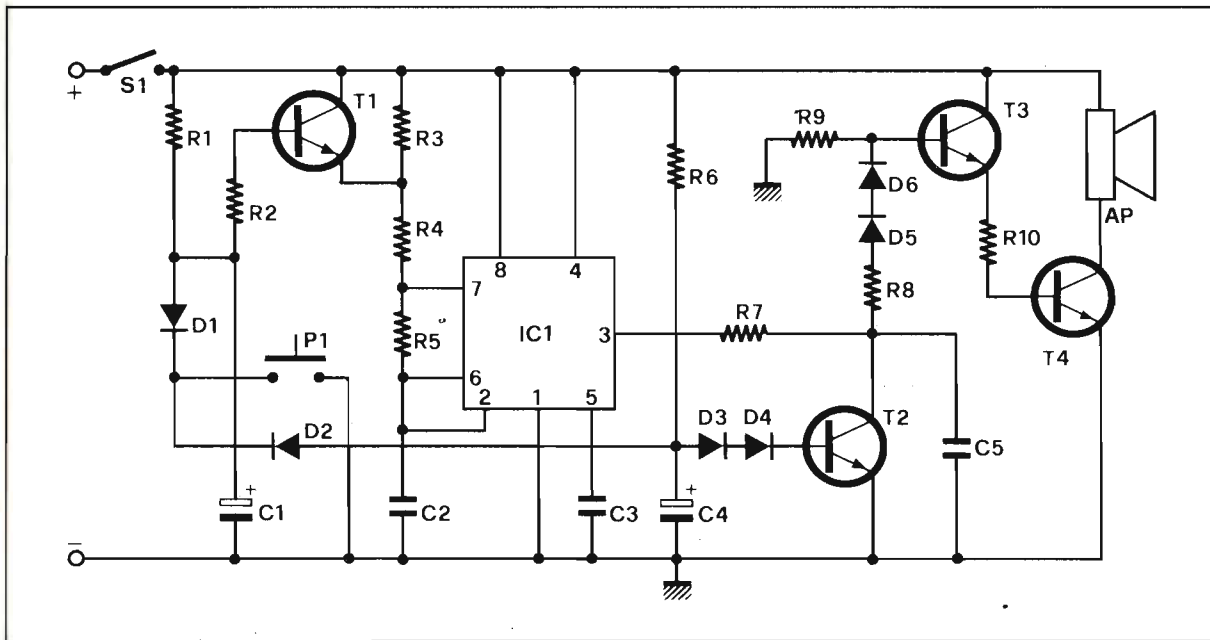 +
S1
R1
T1
R3
R2
R4
R5
R6
R9
T3
D6
D5
R8
R10
AP
8
4
7
IC1
3
R7
6
2
1
5
D1
P1
T4
D2
D3
D4
T2
C5
+
C1
C2
C3
+
C4
−